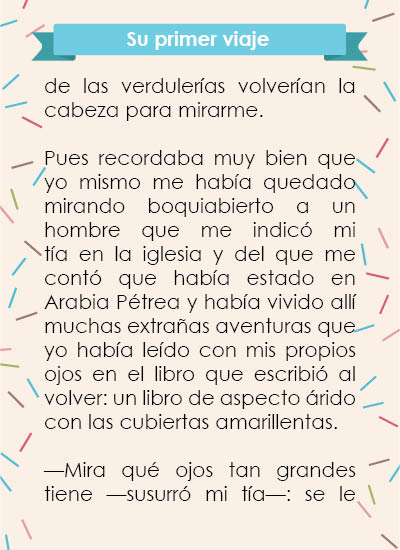 Su primer viaje
de las verdulerías volverían la
cabeza para mirarme.
Pues recordaba muy bien que
yo mismo me había quedado
mirando boquiabierto a un
hombre que me indicó mi
tía en la iglesia y del que me
contó que había estado en
Arabia Pétrea y había vivido allí
muchas extrañas aventuras que
yo había leído con mis propios
ojos en el libro que escribió al
volver: un libro de aspecto árido
con las cubiertas amarillentas.
—Mira qué ojos tan grandes
tiene —susurró mi tía—: se le